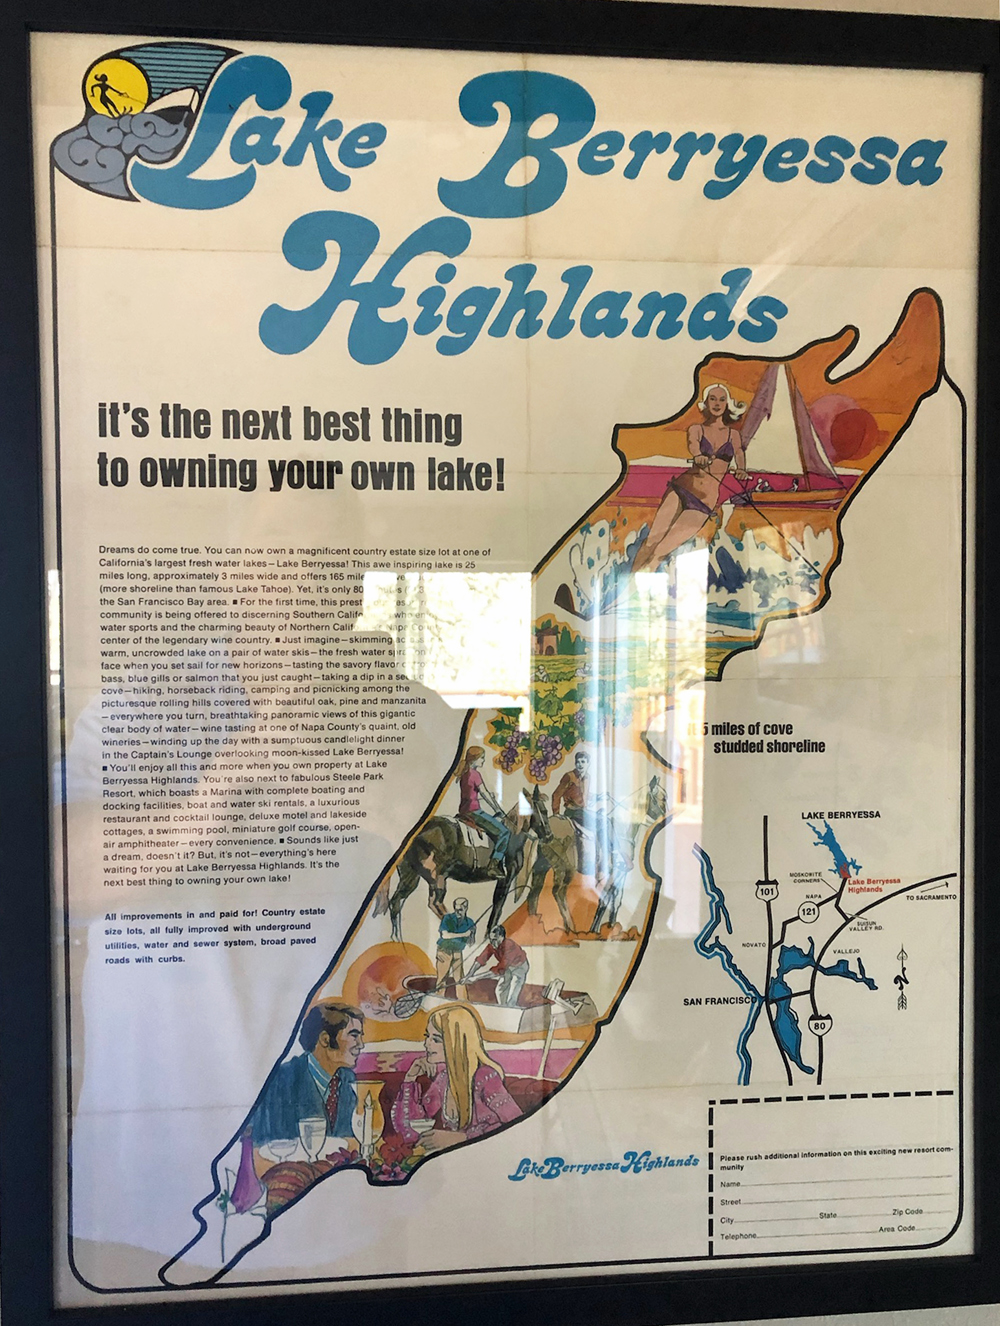 Lake Berryessa
Highlands
it's the next best thing
to owning your own lake!
Dreams do come true. You can now own a magnificent country estate size lot at one of
California's largest fresh water lakes—Lake Berryessa! This awe inspiring lake is 25
miles long, approximately 3 miles wide and offers 165 mile
(more shoreline than famous Lake Tahoe). Yet, it's only 80
the San Francisco Bay area. ■ For the first time, this
community is being offered to discerning Southern
water sports and the charming beauty of Northern
center of the legendary wine country. ■ Just imagine—skimming
warm, uncrowded lake on a pair of water skis—the fresh water
face when you set sail for new horizons—tasting the savory flavor
bass, blue gills or salmon that you just caught—taking a dip in a
cove—hiking, horseback riding, camping and picnicking among the
picturesque rolling hills covered with beautiful oak, pine and manzanita
—everywhere you turn, breathtaking panoramic views of this gigantic
clear body of water—wine tasting at one of Napa County's quaint, old
wineries—winding up the day with a sumptuous candlelight dinner
in the Captain's Lounge overlooking moon-kissed Lake Berryessa!
■ You'll enjoy all this and more when you own property at Lake
Berryessa Highlands. You're also next to fabulous Steele Park
Resort, which boasts a Marina with complete boating and
docking facilities, boat and water ski rentals, a luxurious
restaurant and cocktail lounge, deluxe motel and lakeside
cottages, a swimming pool, miniature golf course, open-
air amphitheater—every convenience. ■ Sounds like just
a dream, doesn't it? But, it's not—everything's here
waiting for you at Lake Berryessa Highlands. It's the
next best thing to owning your own lake!
All improvements in and paid for! Country estate
size lots, all fully improved with underground
utilities, water and sewer system, broad paved
roads with curbs.
miles of cove
studded shoreline
LAKE BERRYESSA
MOSKOWITE
CORNERS
Lake Berryessa
Highlands
101
NAPA
121
TO SACRAMENTO
SUISUN
VALLEY RD.
NOVATO
VALLEJO
SAN FRANCISCO
80
Lake Berryessa Highlands
Please rush additional information on this exciting new resort com-
munity
Name
Street
City State Zip Code
Telephone Area Code